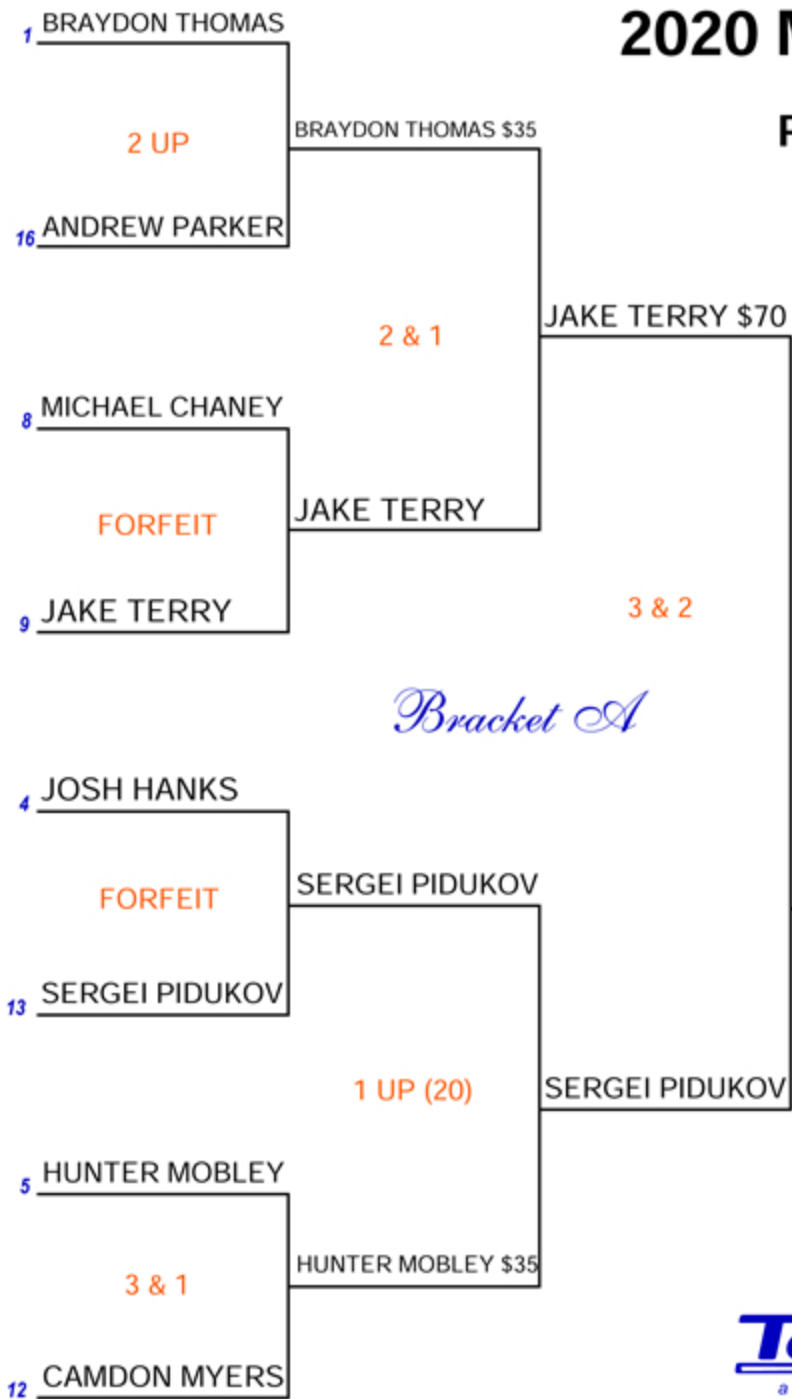 1 BRAYDON THOMAS
2020
2 UP
BRAYDON THOMAS $35
16 ANDREW PARKER
JAKE TERRY $70
2 & 1
8 MICHAEL CHANEY
FORFEIT
JAKE TERRY
9 JAKE TERRY
3 & 2
Bracket A
4 JOSH HANKS
SERGEI PIDUKOV
FORFEIT
13 SERGEI PIDUKOV
1 UP (20)
SERGEI PIDUKOV
5 HUNTER MOBLEY
HUNTER MOBLEY $35
3 & 1
12 CAMDON MYERS